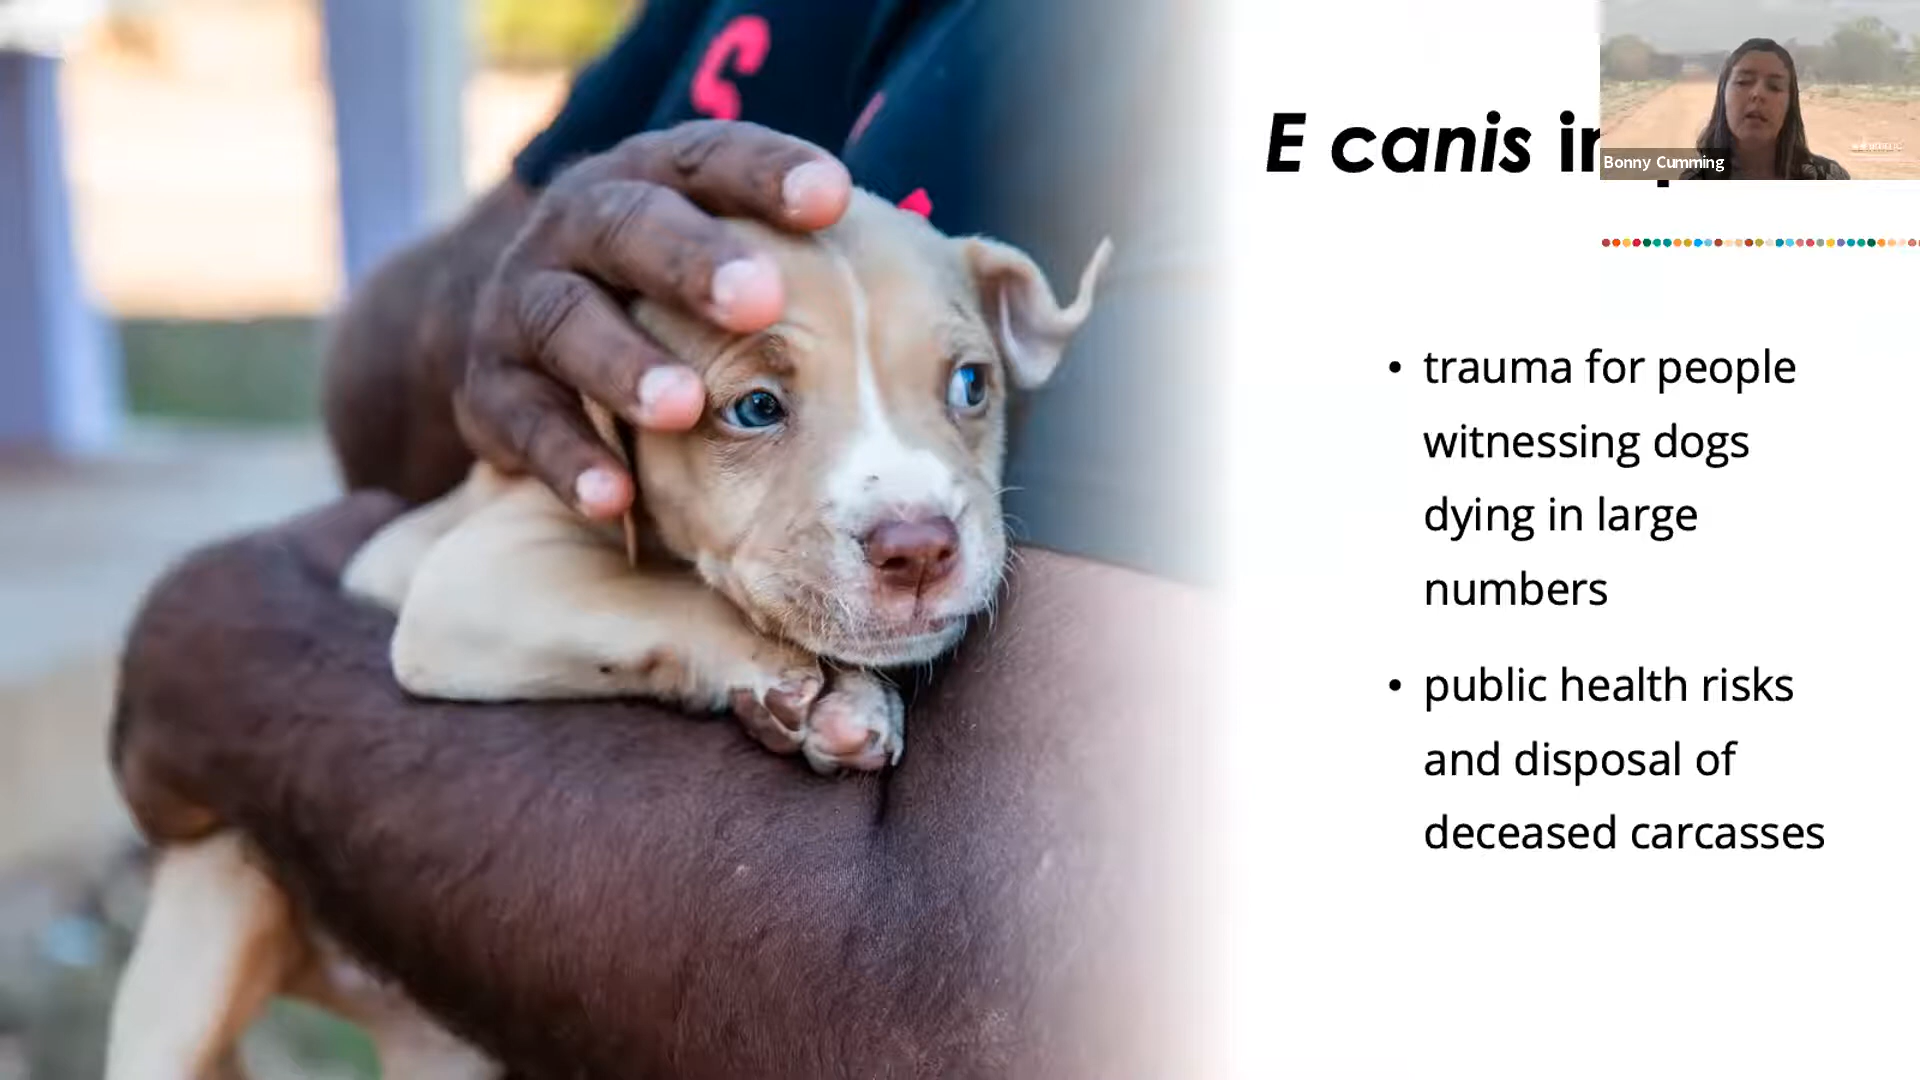 E canis
Bonny Cumming
• trauma for people
witnessing dogs
dying in large
numbers
• public health risks
and disposal of
deceased carcasses